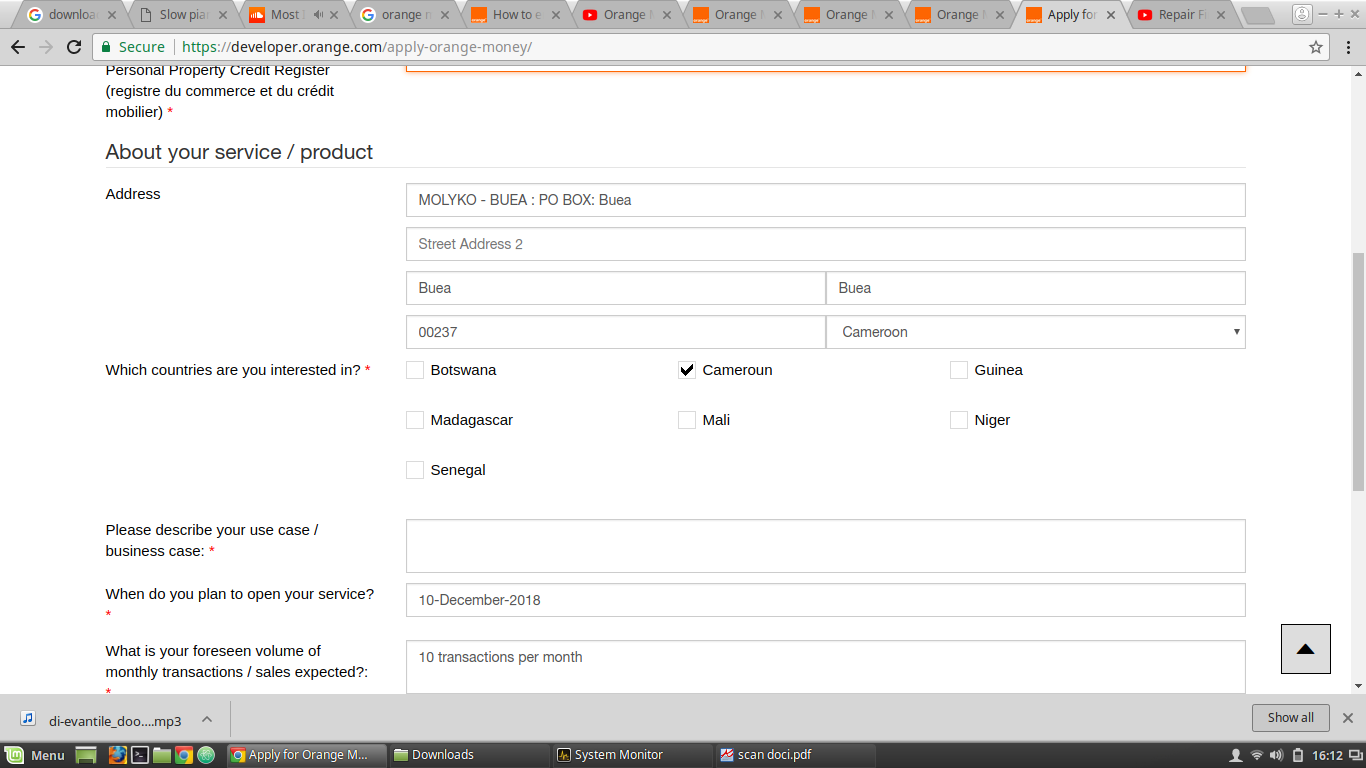 downloa
Slow pia
Most
orange n
How to e
Orange
Orange
Orange
Orange
Apply for
Repair Fi
Secure
https://developer.orange.com/apply-orange-money/
Personal Property Credit Register
(registre du commerce et du crédit
mobilier) *
About your service / product
Address
MOLYKO - BUEA : PO BOX: Buea
Street Address 2
Buea Buea
00237 Cameroon
Which countries are you interested in? *
Botswana Cameroun Guinea
Madagascar Mali Niger
Senegal
Please describe your use case /
business case: *
When do you plan to open your service?
*
10-December-2018
What is your foreseen volume of
monthly transactions / sales expected?:
*
10 transactions per month
di-evantile_doo....mp3
Show all
Menu
Apply for Orange M...
Downloads
System Monitor
scan doci.pdf
16:12